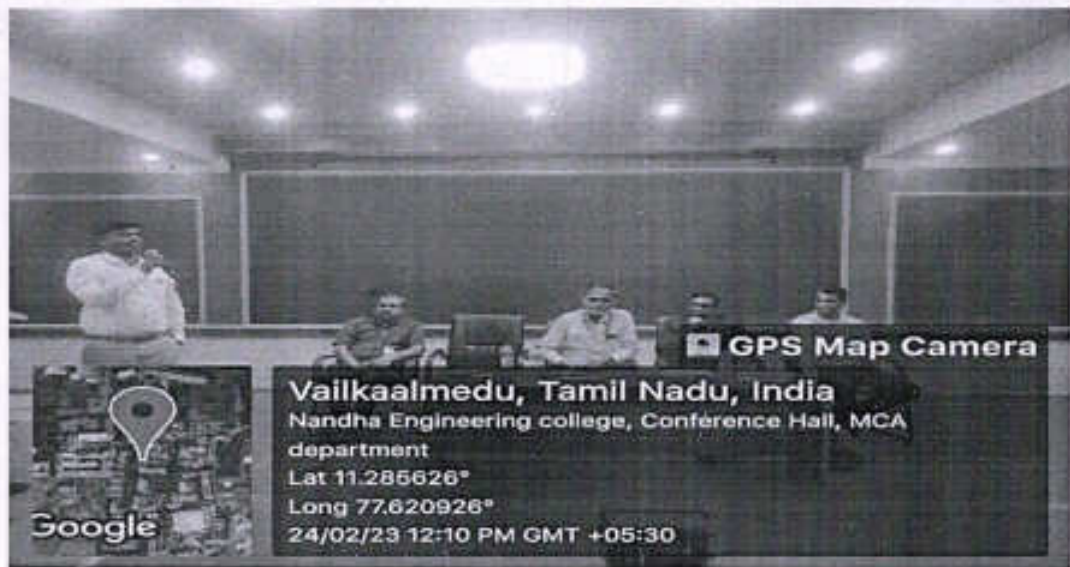 GPS Map Camera
Vailkaalmedu, Tamil Nadu, India
Nandha Engineering college, Conference Hall, MCA
department
Lat 11.285626°
Long 77.620926°
24/02/23 12:10 PM GMT +05:30
Google